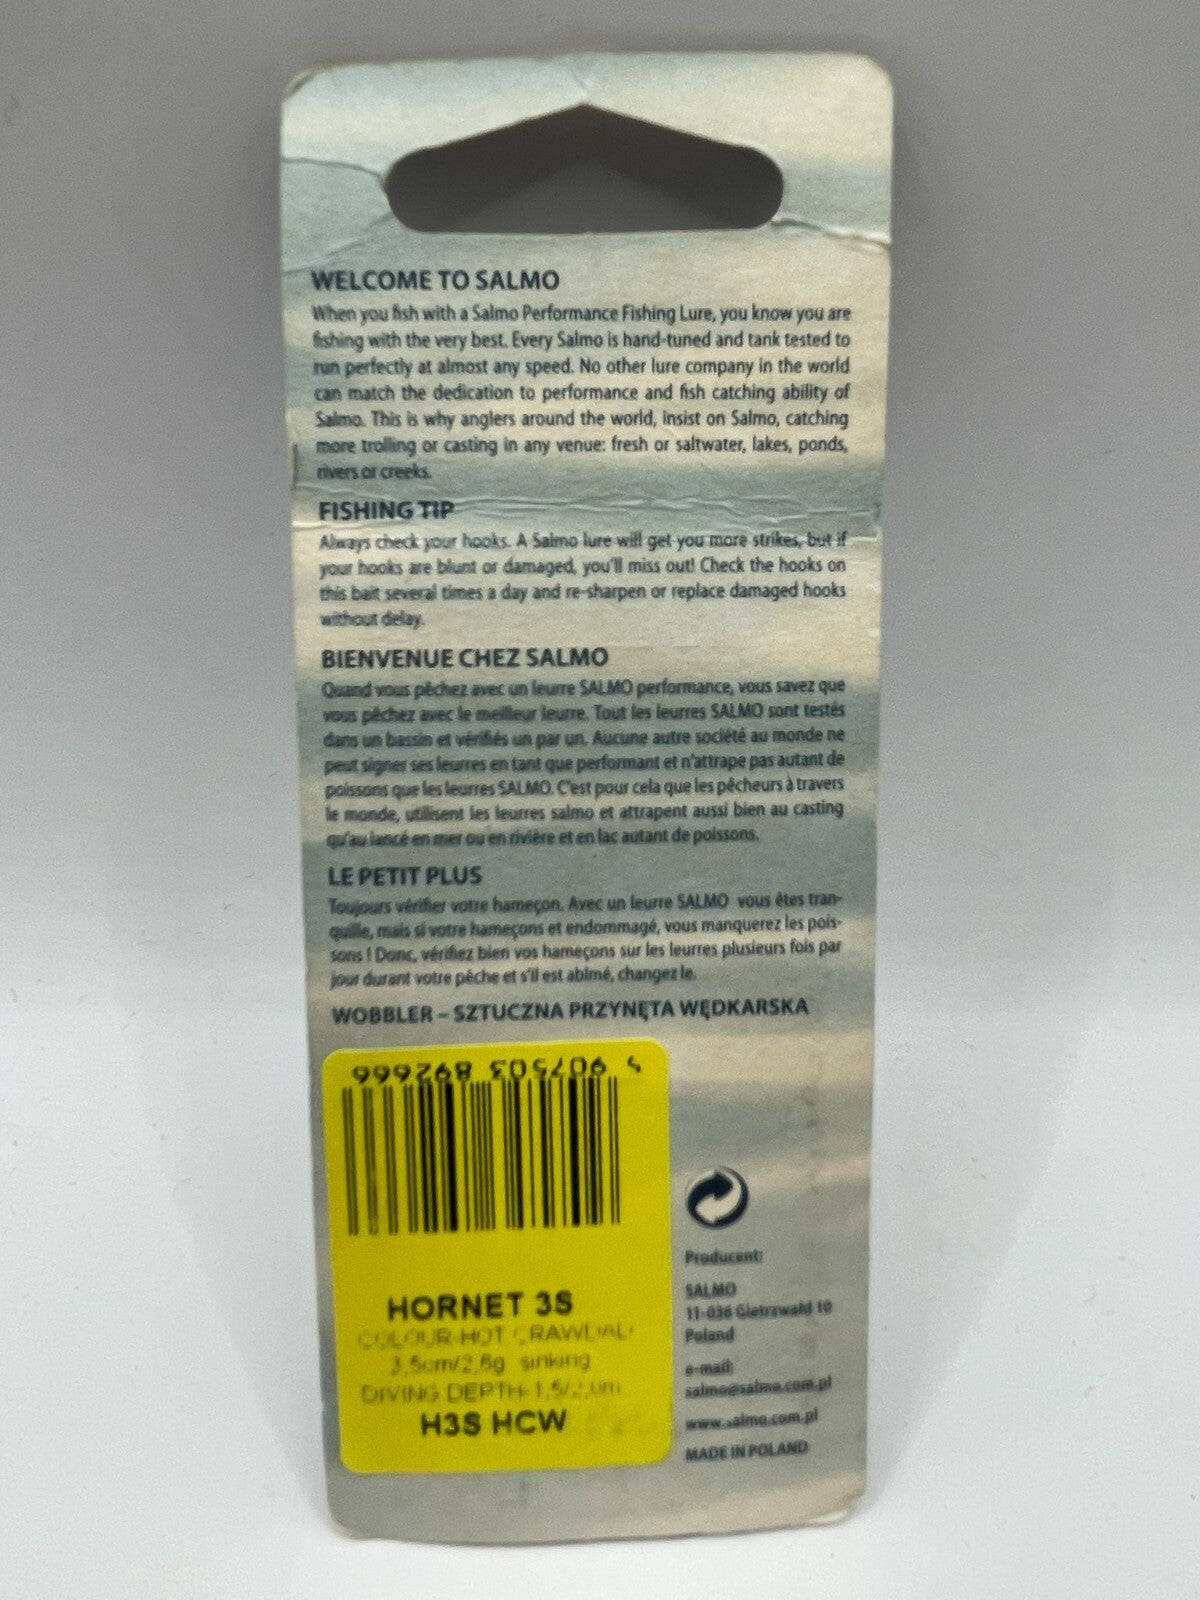 WELCOME TO SALMO
When you fish with a Salmo Performance Fishing Lure, you know you are
fishing with the very best. Every Salmo is hand-tuned and tank tested to
run perfectly at almost any speed. No other lure company in the world
can match the dedication to performance and fish catching ability of
Salmo. This is why anglers around the world, insist on Salmo, catching
more trolling or casting in any venue: fresh or saltwater, lakes, ponds,
rivers or creeks.
FISHING TIP
Always check your hooks. A Salmo lure will get you more strikes, but if
your hooks are blunt or damaged, you'll miss out! Check the hooks on
this bait several times a day and re-sharpen or replace damaged hooks
without delay.
BIENVENUE CHEZ SALMO
Quand vous pêchez avec un leurre SALMO performance, vous savez que
vous pêchez avec le meilleur leurre. Tout les leurres SALMO sont testés
dans un bassin et vérifiés un par un. Aucune autre société au monde ne
peut signer ses leurres en tant que performant et n'attrape pas autant de
poissons que les leurres SALMO. C'est pour cela que les pêcheurs à travers
le monde, utilisent les leurres salmo et attrapent aussi bien au casting
qu'au lancé en mer ou en rivière et en lac autant de poissons.
LE PETIT PLUS
Toujours vérifier votre hameçon. Avec un leurre SALMO vous êtes tran-
quille, mais si votre hameçons et endommagé, vous manquerez les pois-
sons ! Donc, vérifiez bien vos hameçons sur les leurres plusieurs fois par
jour durant votre pêche et s'il est abîmé, changez le.
WOBBLER – SZTUCZNA PRZYNĘTA WĘDKARSKA
5 907503 892666
HORNET 3S
COLOUR-HOT
3,5cm/2,6g sinking
DIVING DEPTH-
H3S HCW
Producent:
SALMO
11-036 Gietrzwałd 10
Poland
e-mail:
salmo@salmo.com.pl
www.salmo.com.pl
MADE IN POLAND